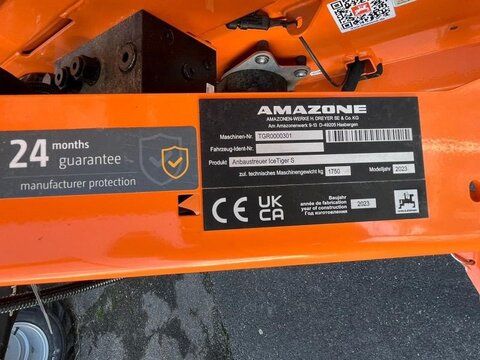 24 months
guarantee
manufacturer protection
AMAZONE
AMAZONEN-WERKE H. DREYER SE & Co. KG
Am Amazonenwerk 9-13 D-49205 Hasbergen
Maschinen-Nr. TGR0000301
Fahrzeug-Ident-Nr.
Produkt Anbaustreuer IceTiger S
zul. technisches Maschinengewicht kg 1750 Modelljahr 2023
CE UK CA
Baujahr
année de fabrication
year of construction
Год изготовления
2023